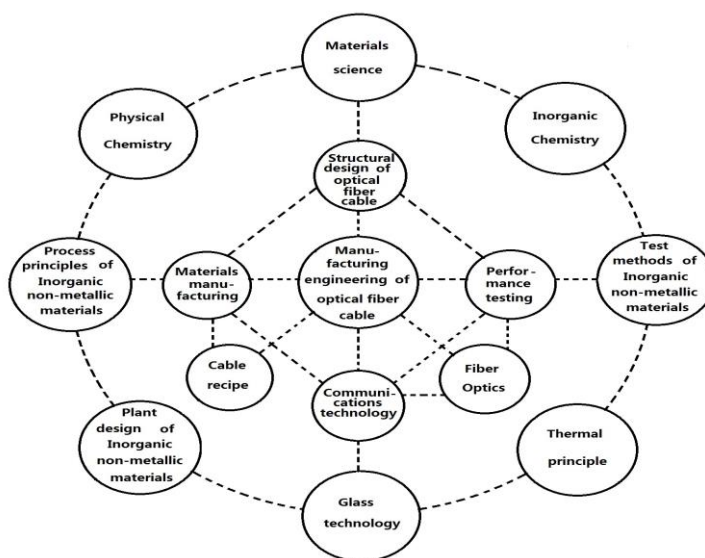 Materials
science
Physical
Chemistry
Inorganic
Chemistry
Structural
design of
optical
fiber
cable
Process
principles of
Inorganic
non-metallic
materials
Materials
manu-
facturing
Manu-
facturing
engineering of
optical fiber
cable
Perfor-
mance
testing
Test
methods of
Inorganic
non-metallic
materials
Cable
recipe
Fiber
Optics
Communi-
cations
technology
Plant
design of
Inorganic
non-metallic
materials
Thermal
principle
Glass
technology